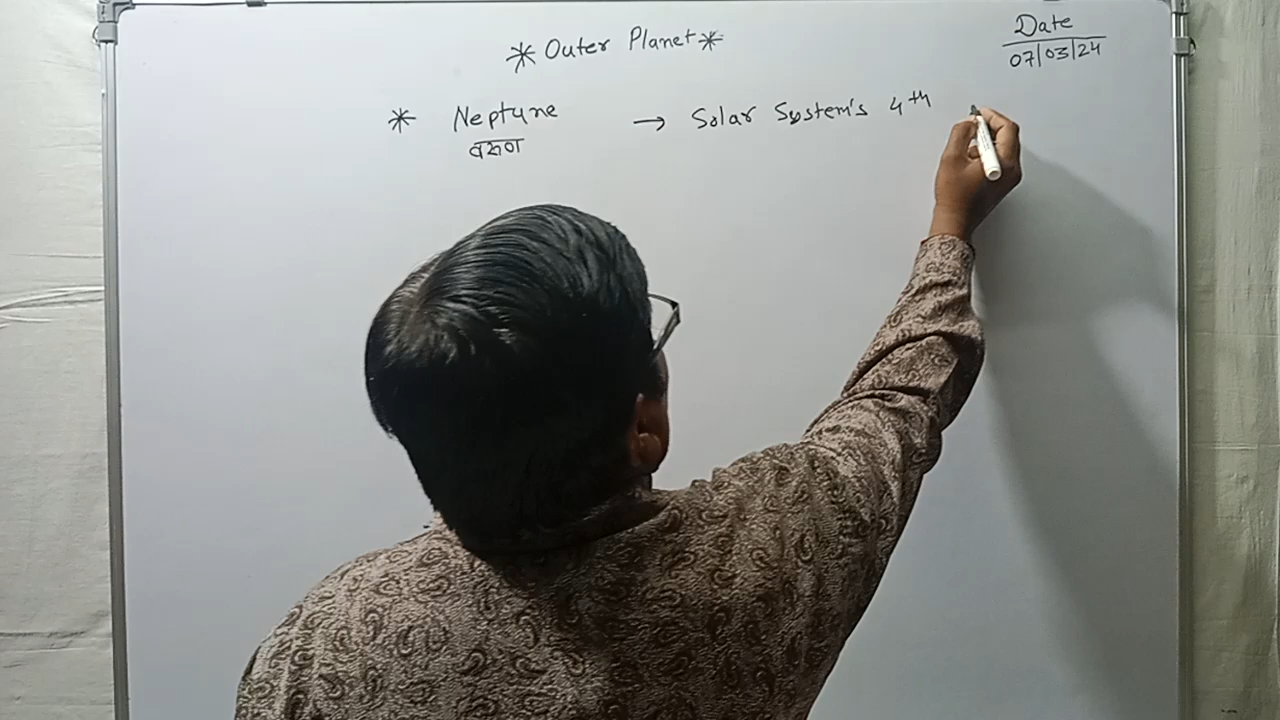 * Outer Planet *
Date
07/03/24
* Neptune → Solar System's 4th
वरुण